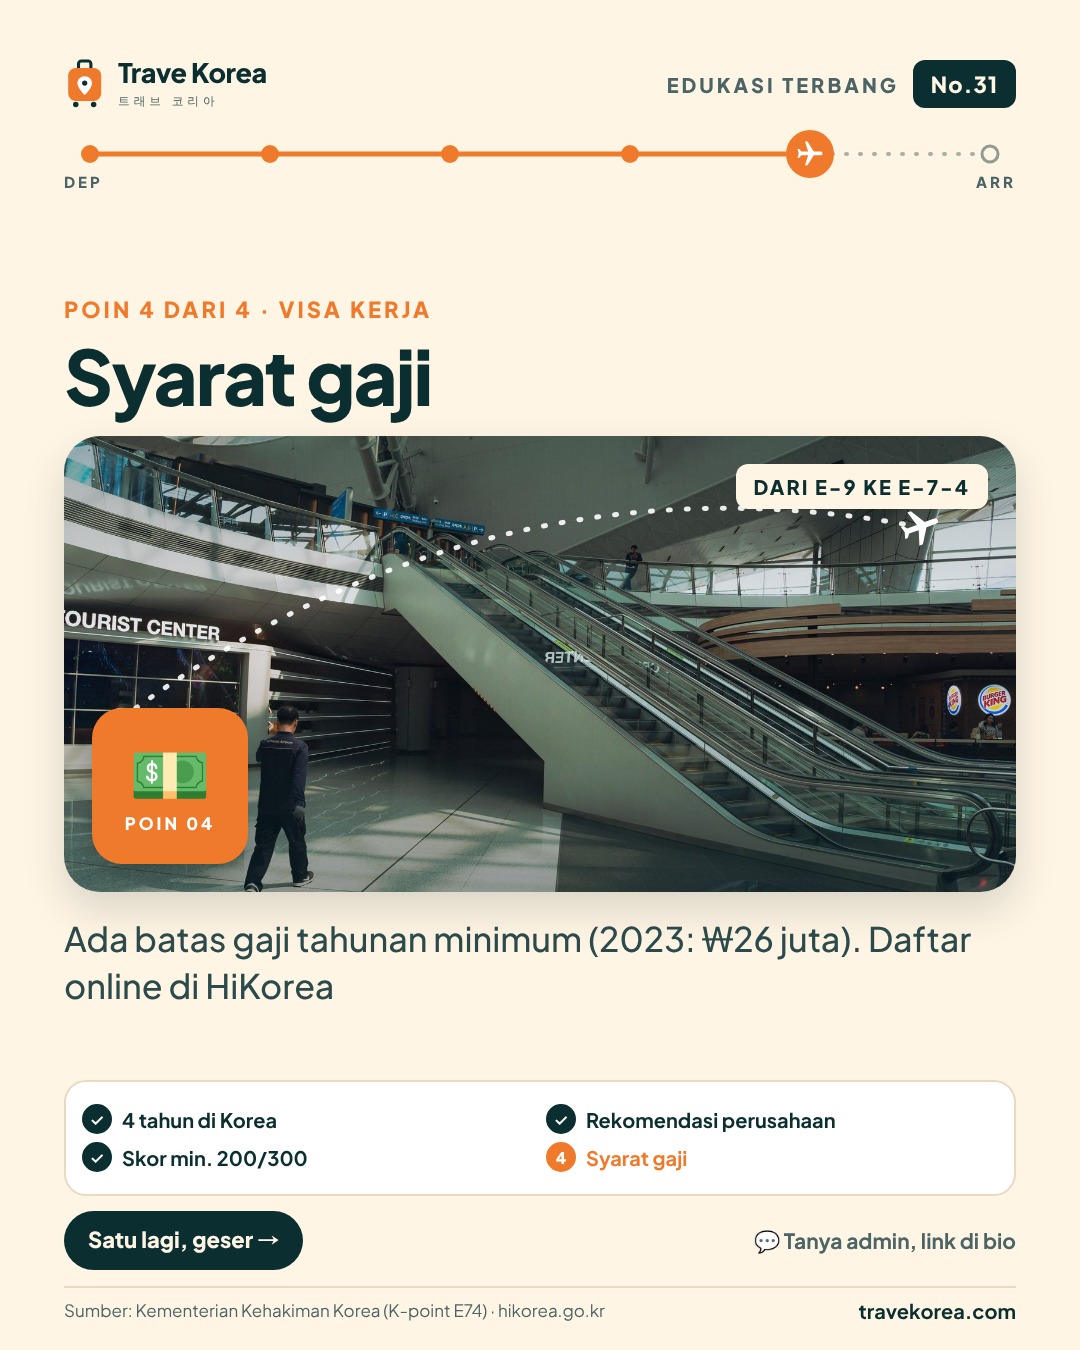 Trave Korea
트래브 코리아
EDUKASI TERBANG
No.31
DEP
ARR
POIN 4 DARI 4 · VISA KERJA
Syarat gaji
DARI E-9 KE E-7-4
OURIST CENTER
BURGER KING
$
POIN 04
Ada batas gaji tahunan minimum (2023: ₩26 juta). Daftar
online di HiKorea
4 tahun di Korea
Rekomendasi perusahaan
Skor min. 200/300
4 Syarat gaji
Satu lagi, geser →
💬 Tanya admin, link di bio
Sumber: Kementerian Kehakiman Korea (K-point E74) · hikorea.go.kr
travekorea.com